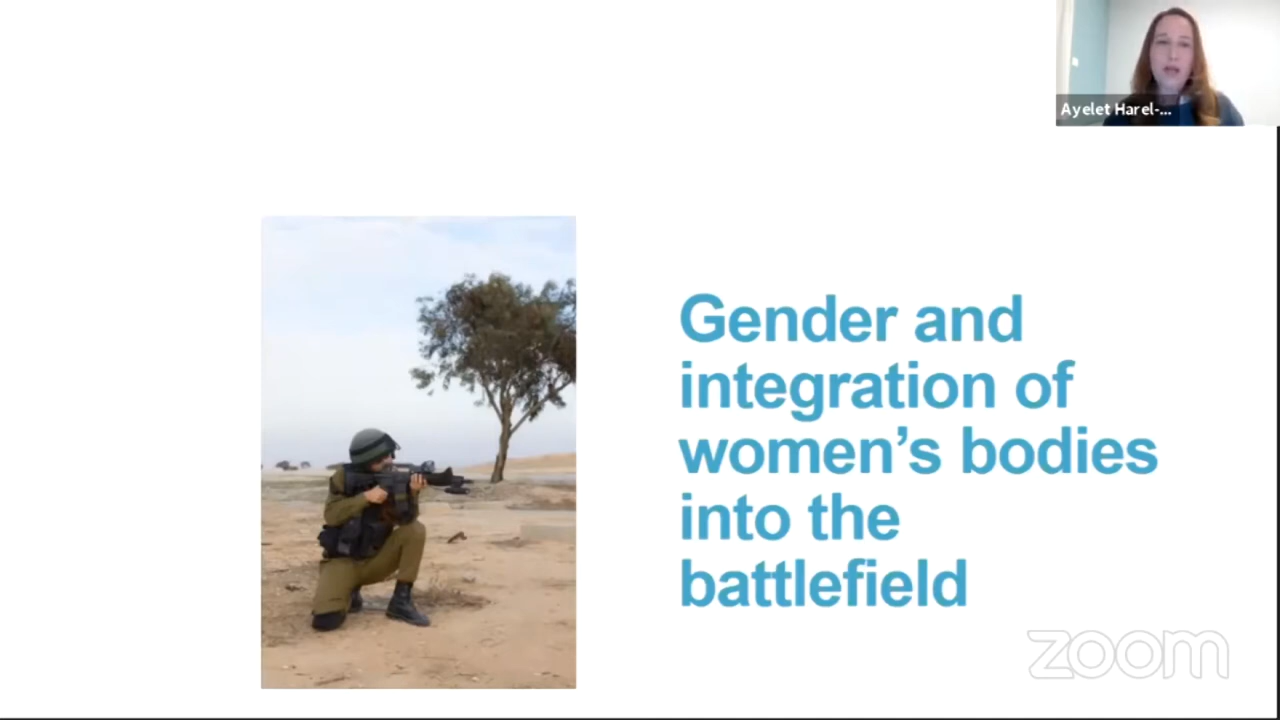 Ayelet Harel-...
Gender and
integration of
women’s bodies
into the
battlefield
zoom